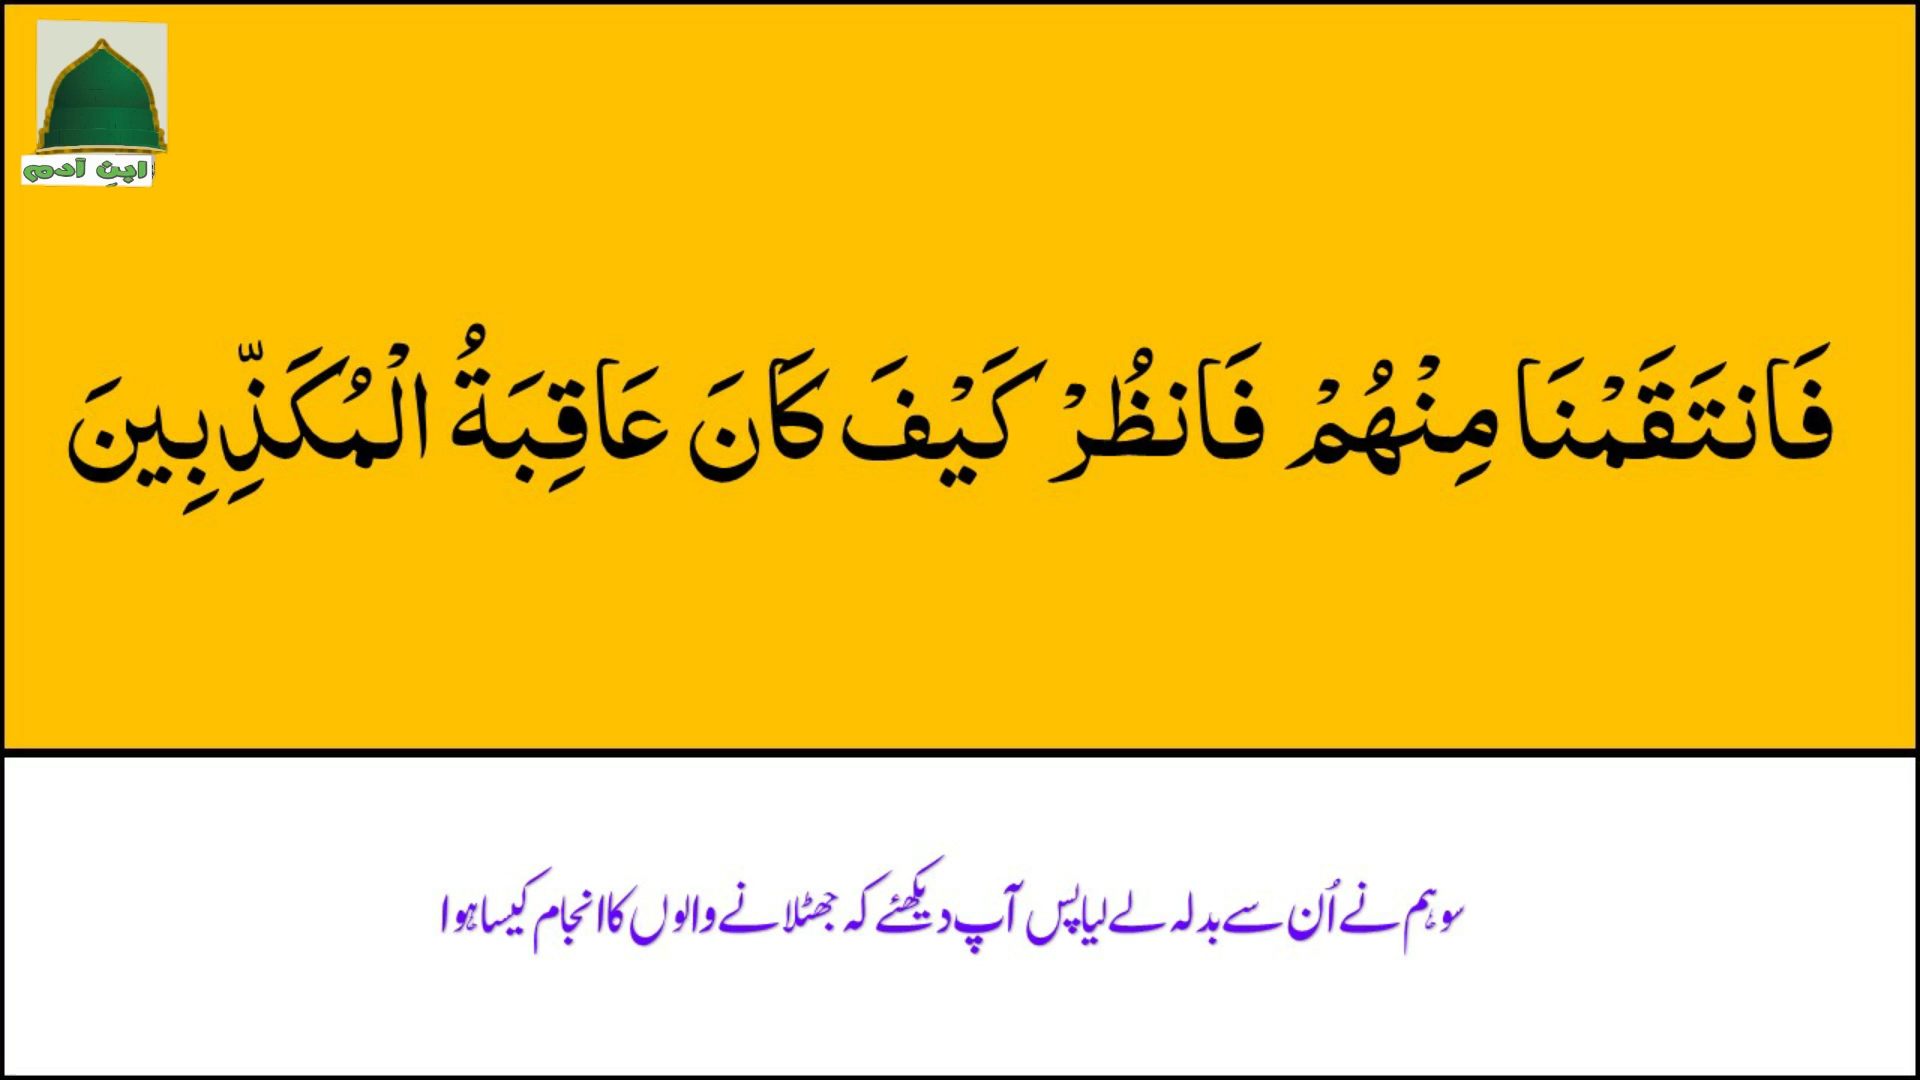 ابنِ آدم
فَانتَقَمْنَا مِنْهُمْ فَانظُرْ كَيْفَ كَانَ عَاقِبَةُ الْمُكَذِّبِينَ
سو ہم نے اُن سے بدلہ لے لیا پس آپ دیکھئے کہ جھٹلانے والوں کا انجام کیسا ہوا